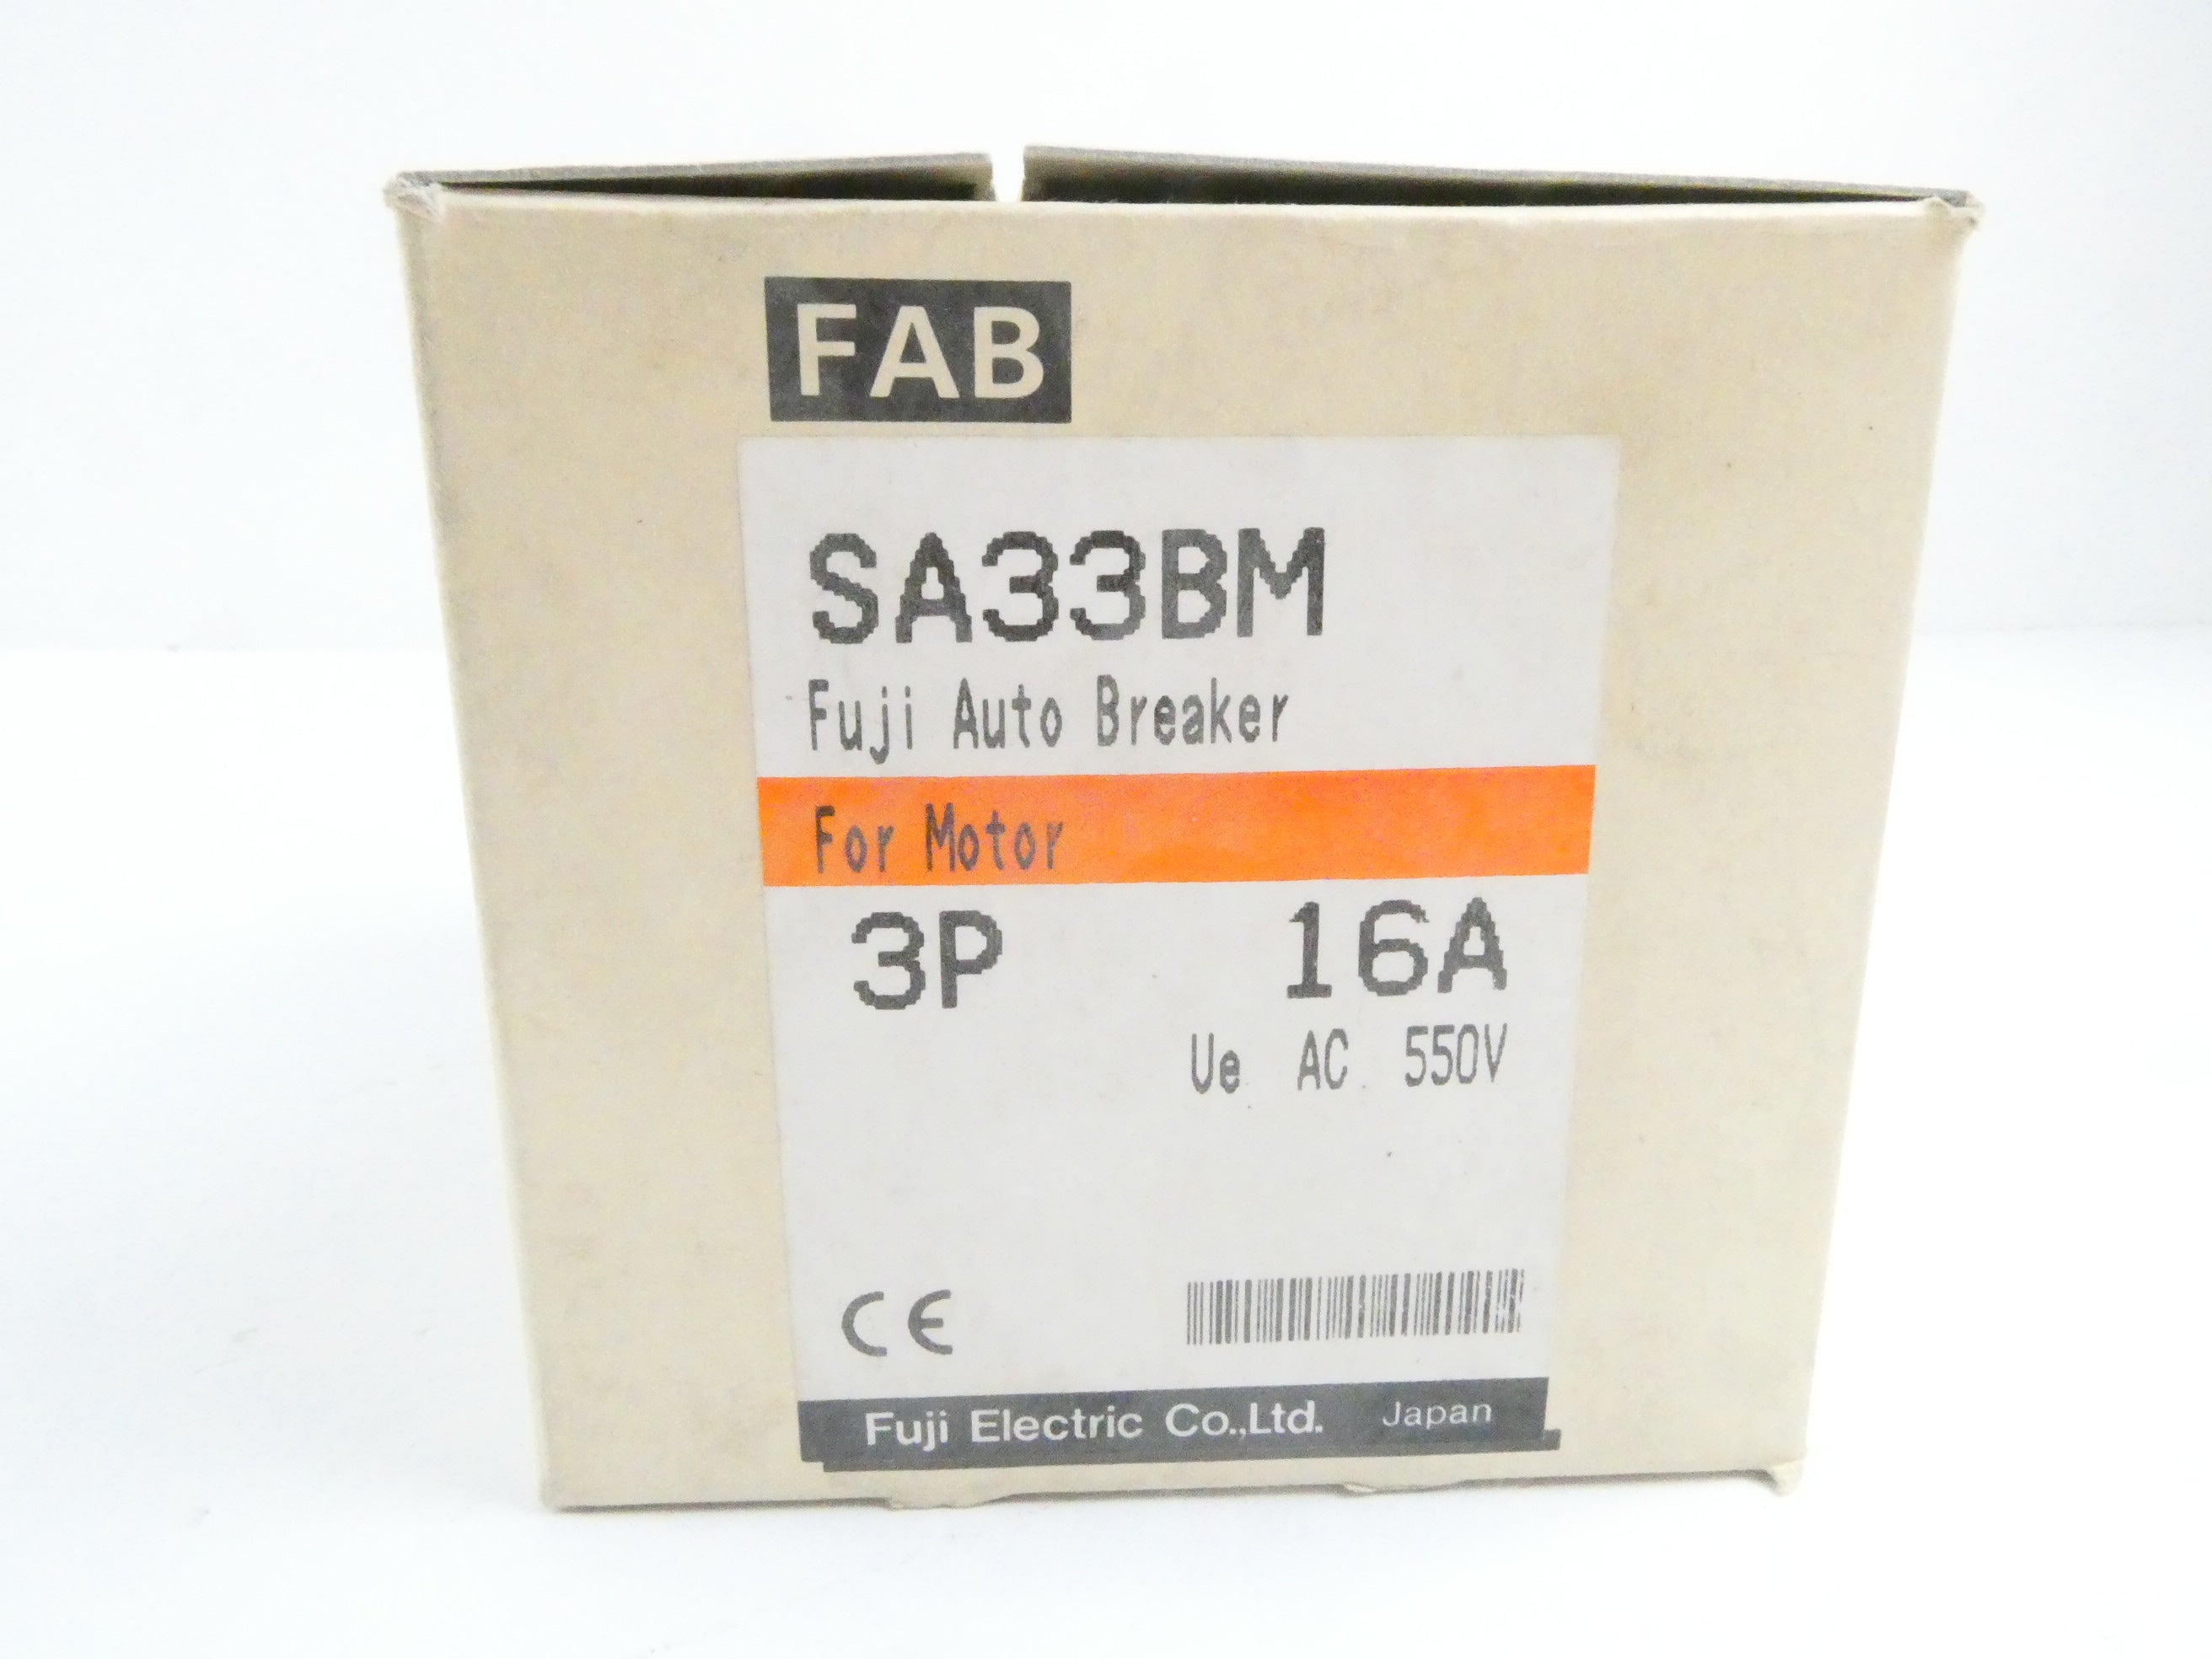 FAB
SA33BM
Fuji Auto Breaker
For Motor
3P 16A
Ue AC 550V
CE
Fuji Electric Co.,Ltd. Japan